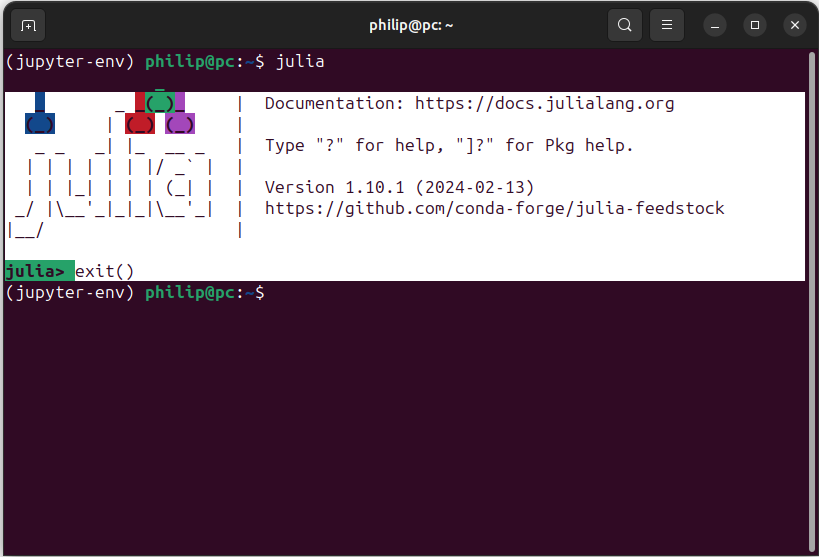 philip@pc: ~
(jupyter-env) philip@pc:~$ julia
               _
   _       _ _(_)_     |  Documentation: https://docs.julialang.org
  (_)     | (_) (_)    |
   _ _   _| |_  __ _   |  Type "?" for help, "]?" for Pkg help.
  | | | | | | |/ _` |  |
  | | |_| | | | (_| |  |  Version 1.10.1 (2024-02-13)
 _/ |\__'_|_|_|\__'_|  |  https://github.com/conda-forge/julia-feedstock
|__/                   |
julia> exit()
(jupyter-env) philip@pc:~$